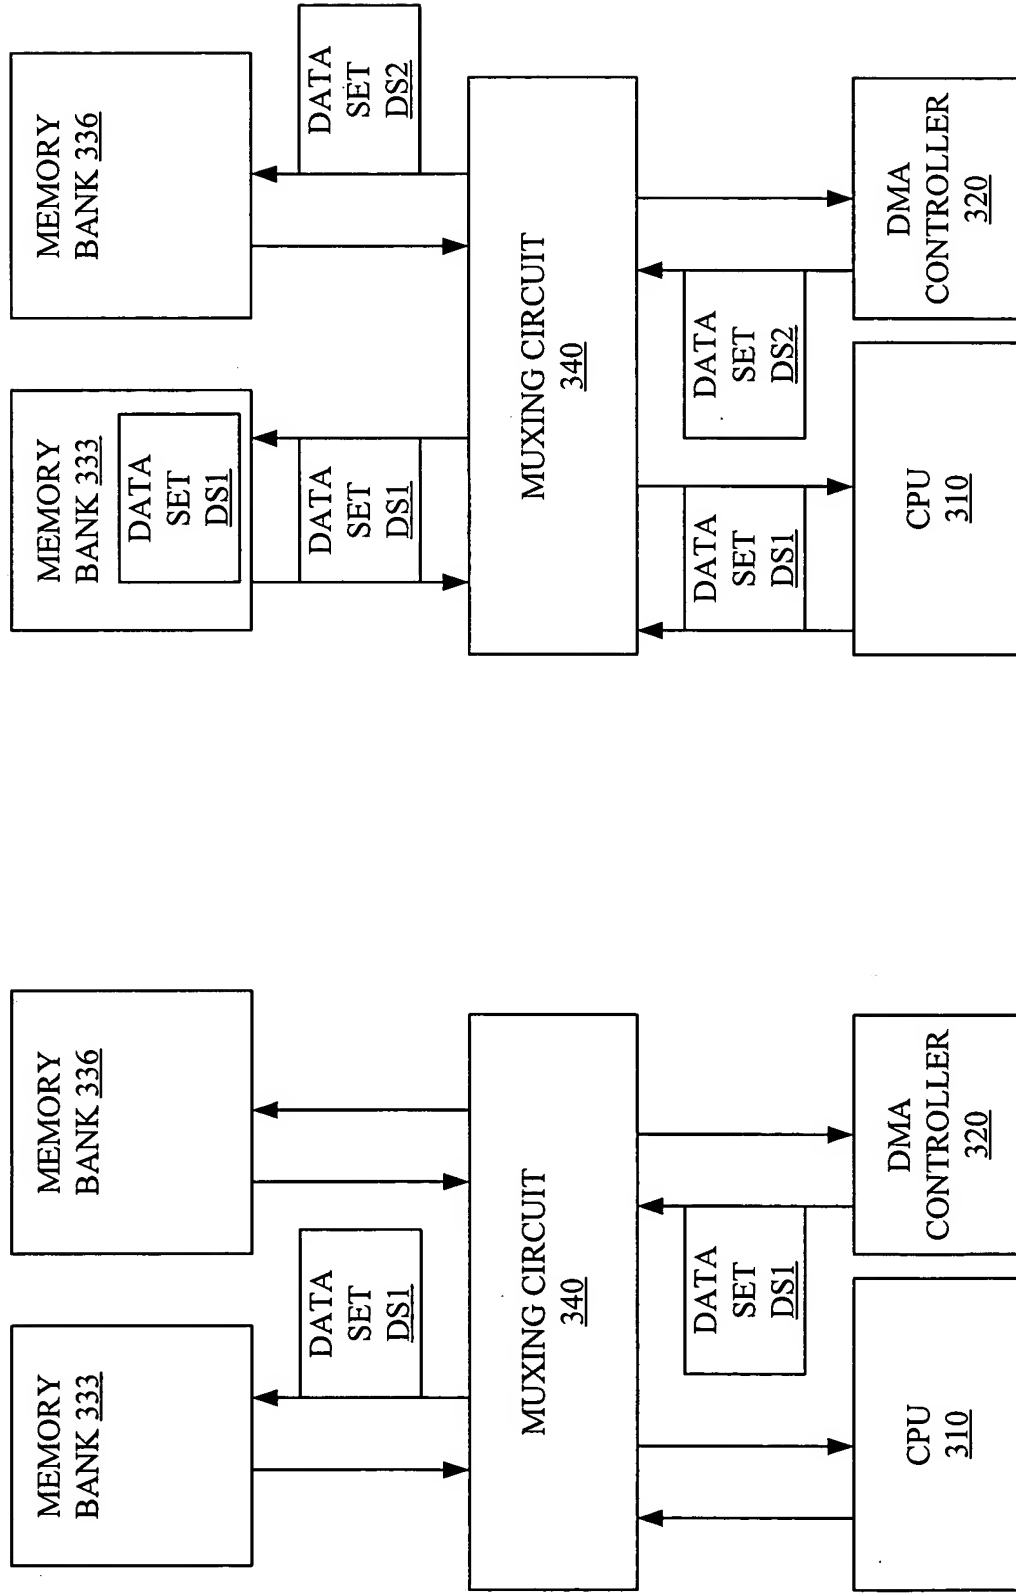 MEMORY
BANK 333
MEMORY
BANK 336
DATA
SET
DS1
MUXING CIRCUIT
340
DATA
SET
DS1
CPU
310
DMA
CONTROLLER
320
MEMORY
BANK 333
DATA
SET
DS1
MEMORY
BANK 336
DATA
SET
DS1
DATA
SET
DS2
MUXING CIRCUIT
340
DATA
SET
DS1
DATA
SET
DS2
CPU
310
DMA
CONTROLLER
320